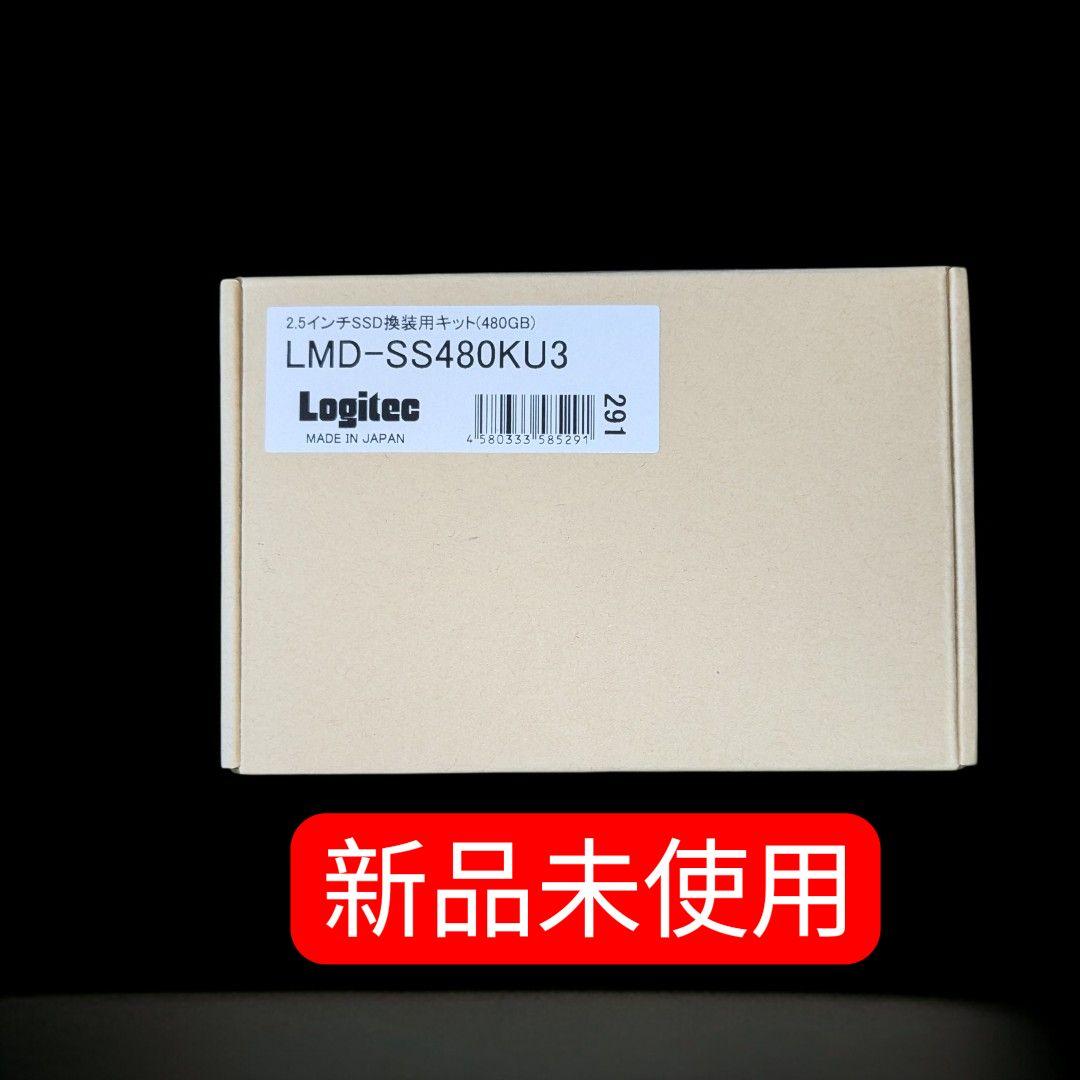 2.5インチSSD換装用キット(480GB)
LMD-SS480KU3
Logitec
MADE IN JAPAN
4 580333 585291
291
新品未使用